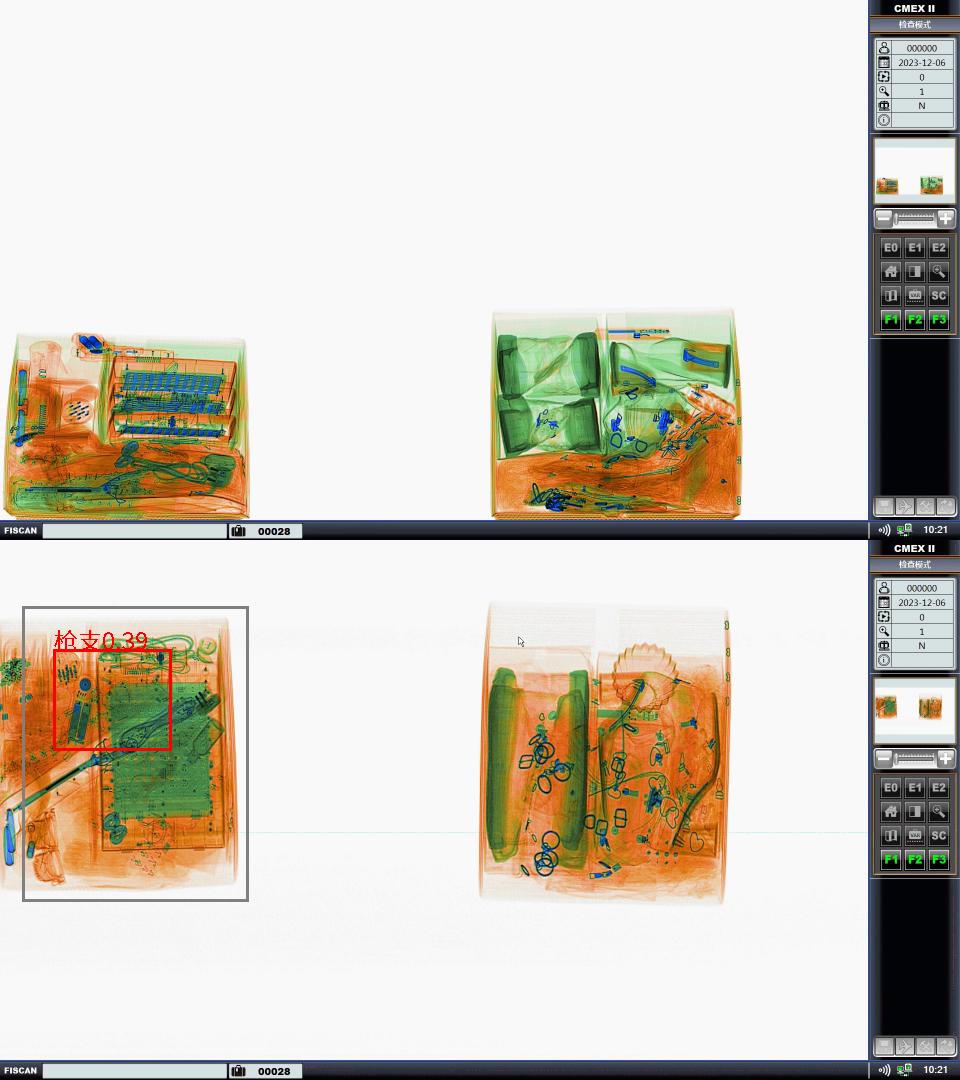 CMEX II
检查模式
000000
2023-12-06
0
1
N
E0 E1 E2
VAR SC
F1 F2 F3
FISCAN 00028 10:21
CMEX II
检查模式
000000
2023-12-06
0
1
N
枪支0.39
E0 E1 E2
VAR SC
F1 F2 F3
FISCAN 00028 10:21